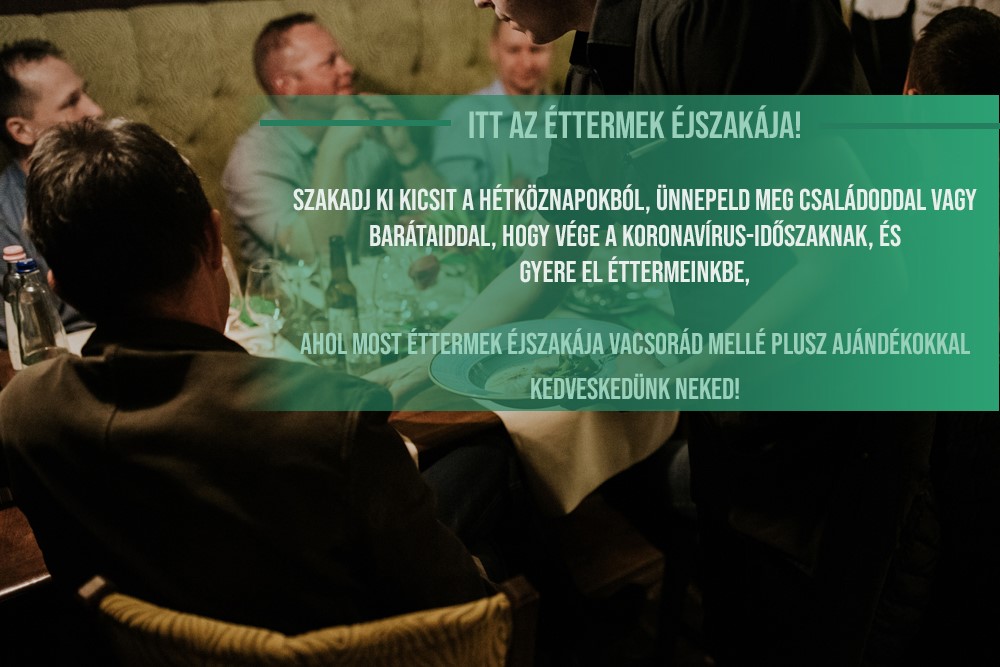 ITT AZ ÉTTERMEK ÉJSZAKÁJA!
SZAKADJ KI KICSIT A HÉTKÖZNAPOKBÓL, ÜNNEPELD MEG CSALÁDODDAL VAGY
BARÁTAIDDAL, HOGY VÉGE A KORONAVÍRUS-IDŐSZAKNAK, ÉS
GYERE EL ÉTTERMEINKBE,
AHOL MOST ÉTTERMEK ÉJSZAKÁJA VACSORÁD MELLÉ PLUSZ AJÁNDÉKOKKAL
KEDVESKEDÜNK NEKED!